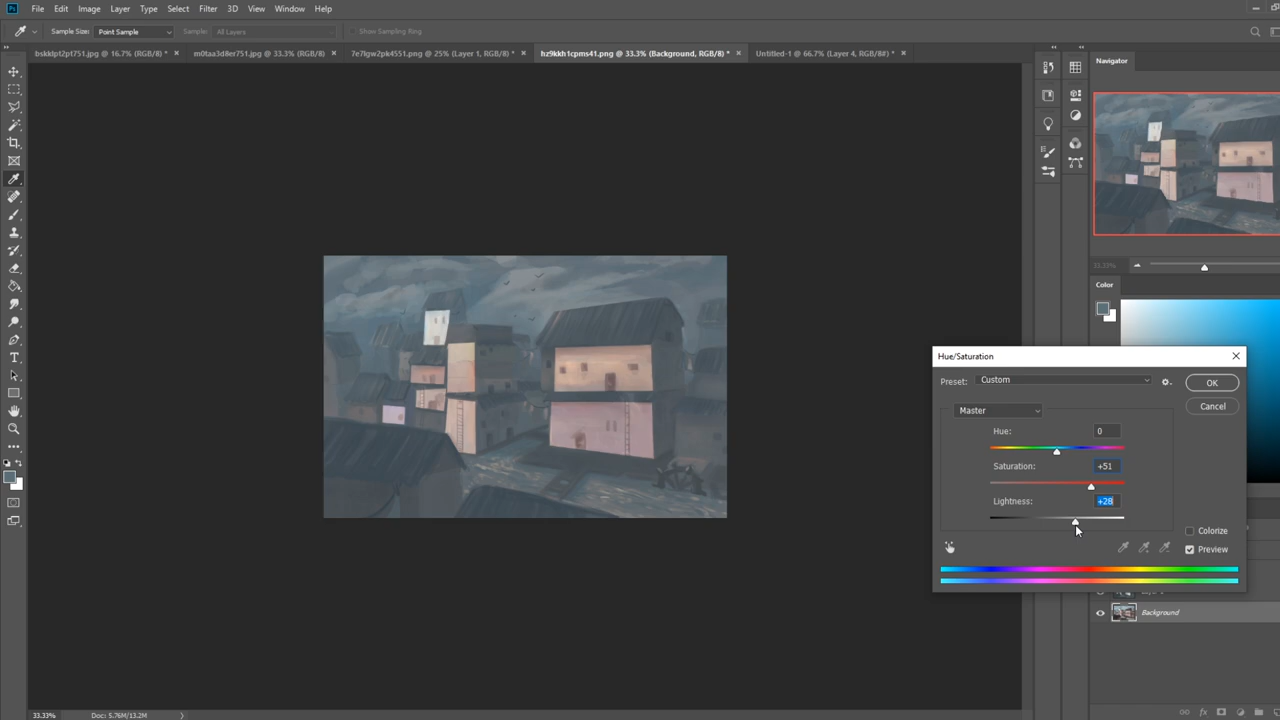 Ps File Edit Image Layer Type Select Filter 3D View Window Help
Sample Size: Point Sample Sample: All Layers Show Sampling Ring
bskldpt2pt751.jpg @ 16.7% (RGB/8) * × m0taa3d8er751.jpg @ 33.3% (RGB/8) × 7e7lgw2pk4551.png @ 25% (Layer 1, RGB/8) * × hz9kkh1cpms41.png @ 33.3% (Background, RGB/8) * × Untitled-1 @ 66.7% (Layer 4, RGB/8#) * ×
Navigator
33.33%
Color
Hue/Saturation
Preset: Custom
OK
Cancel
Master
Hue: 0
Saturation: +51
Lightness: +28
Colorize
Preview
Background
33.33% Doc: 5.76M/13.2M